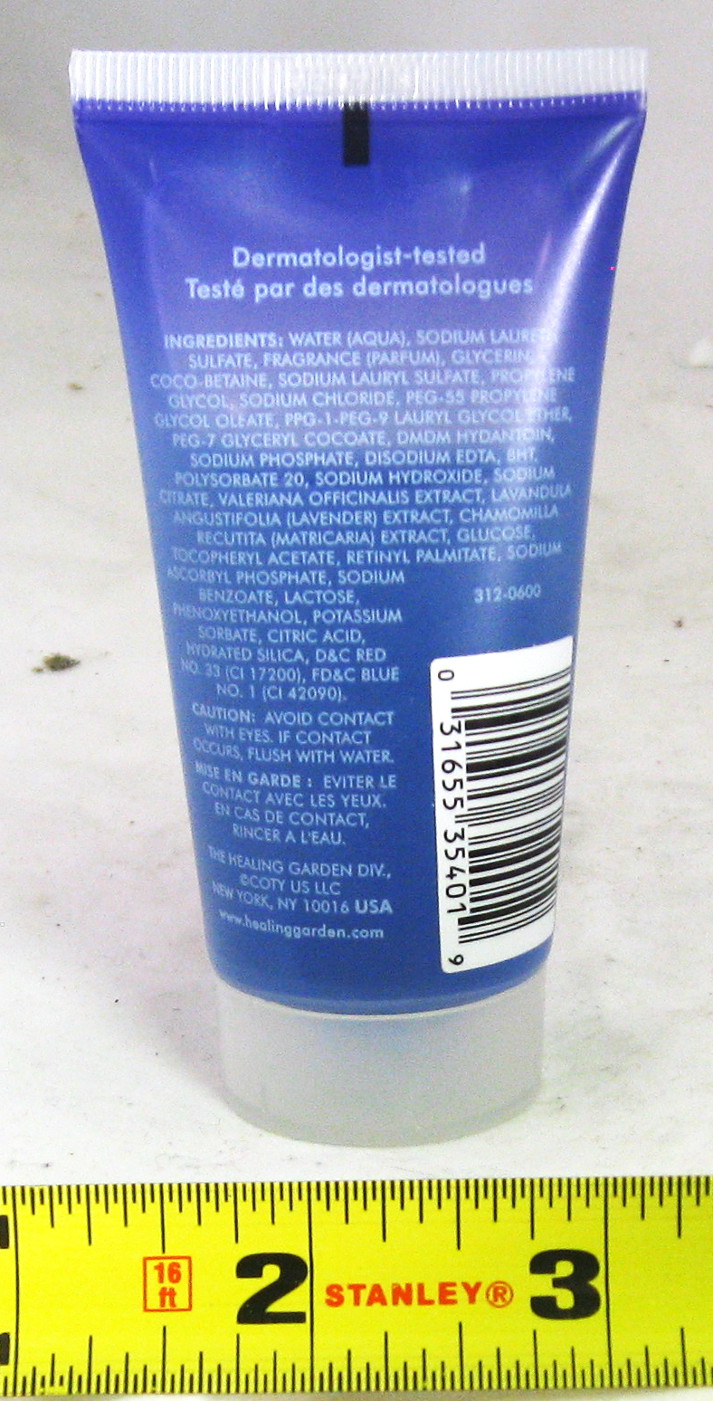 Dermatologist-tested
Testé par des dermatologues
INGREDIENTS: WATER (AQUA), SODIUM LAURETH
SULFATE, FRAGRANCE (PARFUM), GLYCERIN,
COCO-BETAINE, SODIUM LAURYL SULFATE, PROPYLENE
GLYCOL, SODIUM CHLORIDE, PEG-55 PROPYLENE
GLYCOL OLEATE, PPG-1-PEG-9 LAURYL GLYCOL ETHER,
PEG-7 GLYCERYL COCOATE, DMDM HYDANTOIN,
SODIUM PHOSPHATE, DISODIUM EDTA, BHT,
POLYSORBATE 20, SODIUM HYDROXIDE, SODIUM
CITRATE, VALERIANA OFFICINALIS EXTRACT, LAVANDULA
ANGUSTIFOLIA (LAVENDER) EXTRACT, CHAMOMILLA
RECUTITA (MATRICARIA) EXTRACT, GLUCOSE,
TOCOPHERYL ACETATE, RETINYL PALMITATE, SODIUM
ASCORBYL PHOSPHATE, SODIUM
BENZOATE, LACTOSE,
PHENOXYETHANOL, POTASSIUM
SORBATE, CITRIC ACID,
HYDRATED SILICA, D&C RED
NO. 33 (CI 17200), FD&C BLUE
NO. 1 (CI 42090).
312-0600
CAUTION: AVOID CONTACT
WITH EYES. IF CONTACT
OCCURS, FLUSH WITH WATER.
MISE EN GARDE : EVITER LE
CONTACT AVEC LES YEUX.
EN CAS DE CONTACT,
RINCER A L'EAU.
THE HEALING GARDEN DIV.,
©COTY US LLC
NEW YORK, NY 10016 USA
www.healinggarden.com
0 31655 35401 9
16 ft 2 STANLEY® 3